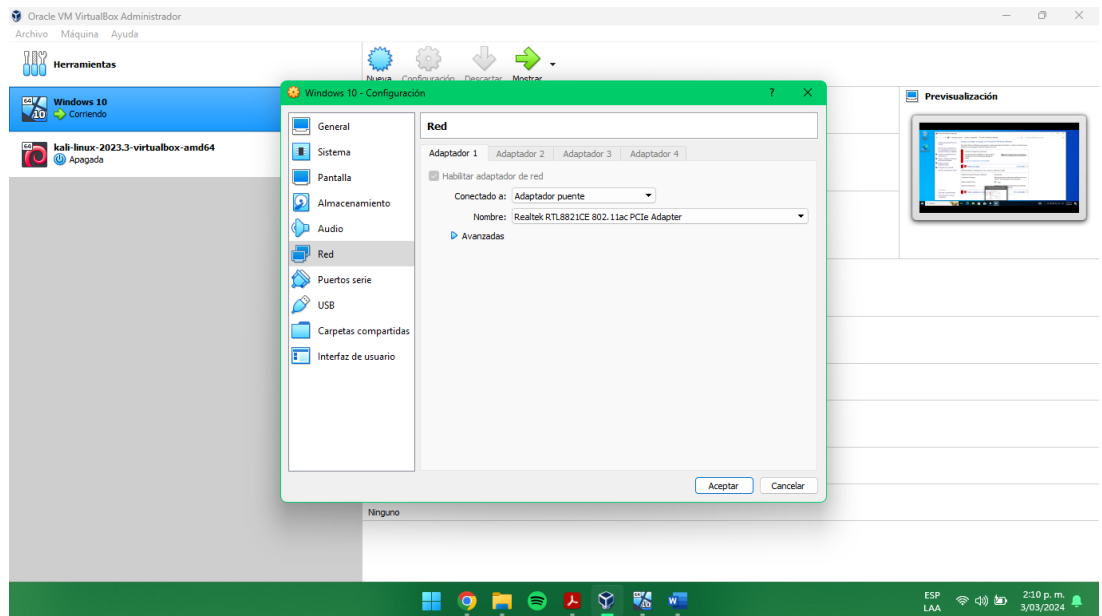 Oracle VM VirtualBox Administrador
Archivo Máquina Ayuda
Herramientas
Nueva Configuración Descartar Mostrar
Windows 10
Corriendo
kali-linux-2023.3-virtualbox-amd64
Apagada
Previsualización
Windows 10 - Configuración
General
Sistema
Pantalla
Almacenamiento
Audio
Red
Puertos serie
USB
Carpetas compartidas
Interfaz de usuario
Red
Adaptador 1 Adaptador 2 Adaptador 3 Adaptador 4
Habilitar adaptador de red
Conectado a: Adaptador puente
Nombre: Realtek RTL8821CE 802.11ac PCIe Adapter
Avanzadas
Aceptar Cancelar
Ninguno
ESP
LAA
2:10 p. m.
3/03/2024